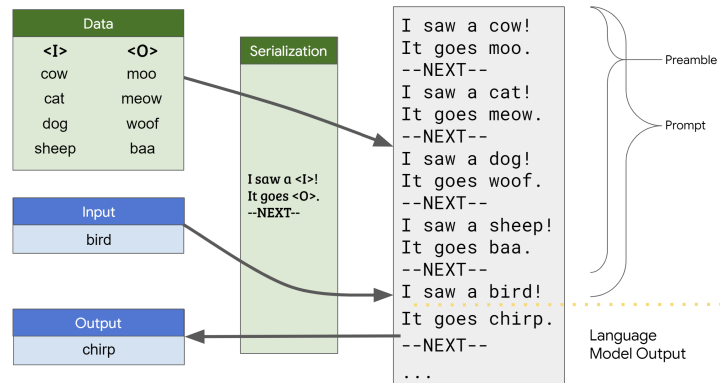 Data
<I> <O>
cow moo
cat meow
dog woof
sheep baa
Input
bird
Output
chirp
Serialization
I saw a <I>!
It goes <O>.
--NEXT--
I saw a cow!
It goes moo.
--NEXT--
I saw a cat!
It goes meow.
--NEXT--
I saw a dog!
It goes woof.
--NEXT--
I saw a sheep!
It goes baa.
--NEXT--
I saw a bird!
It goes chirp.
--NEXT--
...
Preamble
Prompt
Language
Model Output